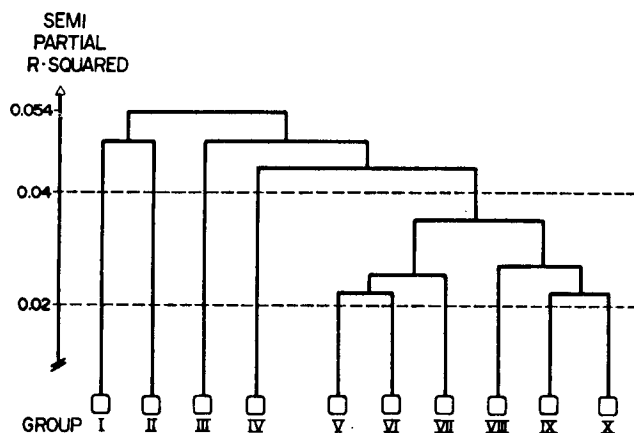 SEMI
PARTIAL
R-SQUARED
0.054
0.04
0.02
GROUP I II III IV V VI VII VIII IX X